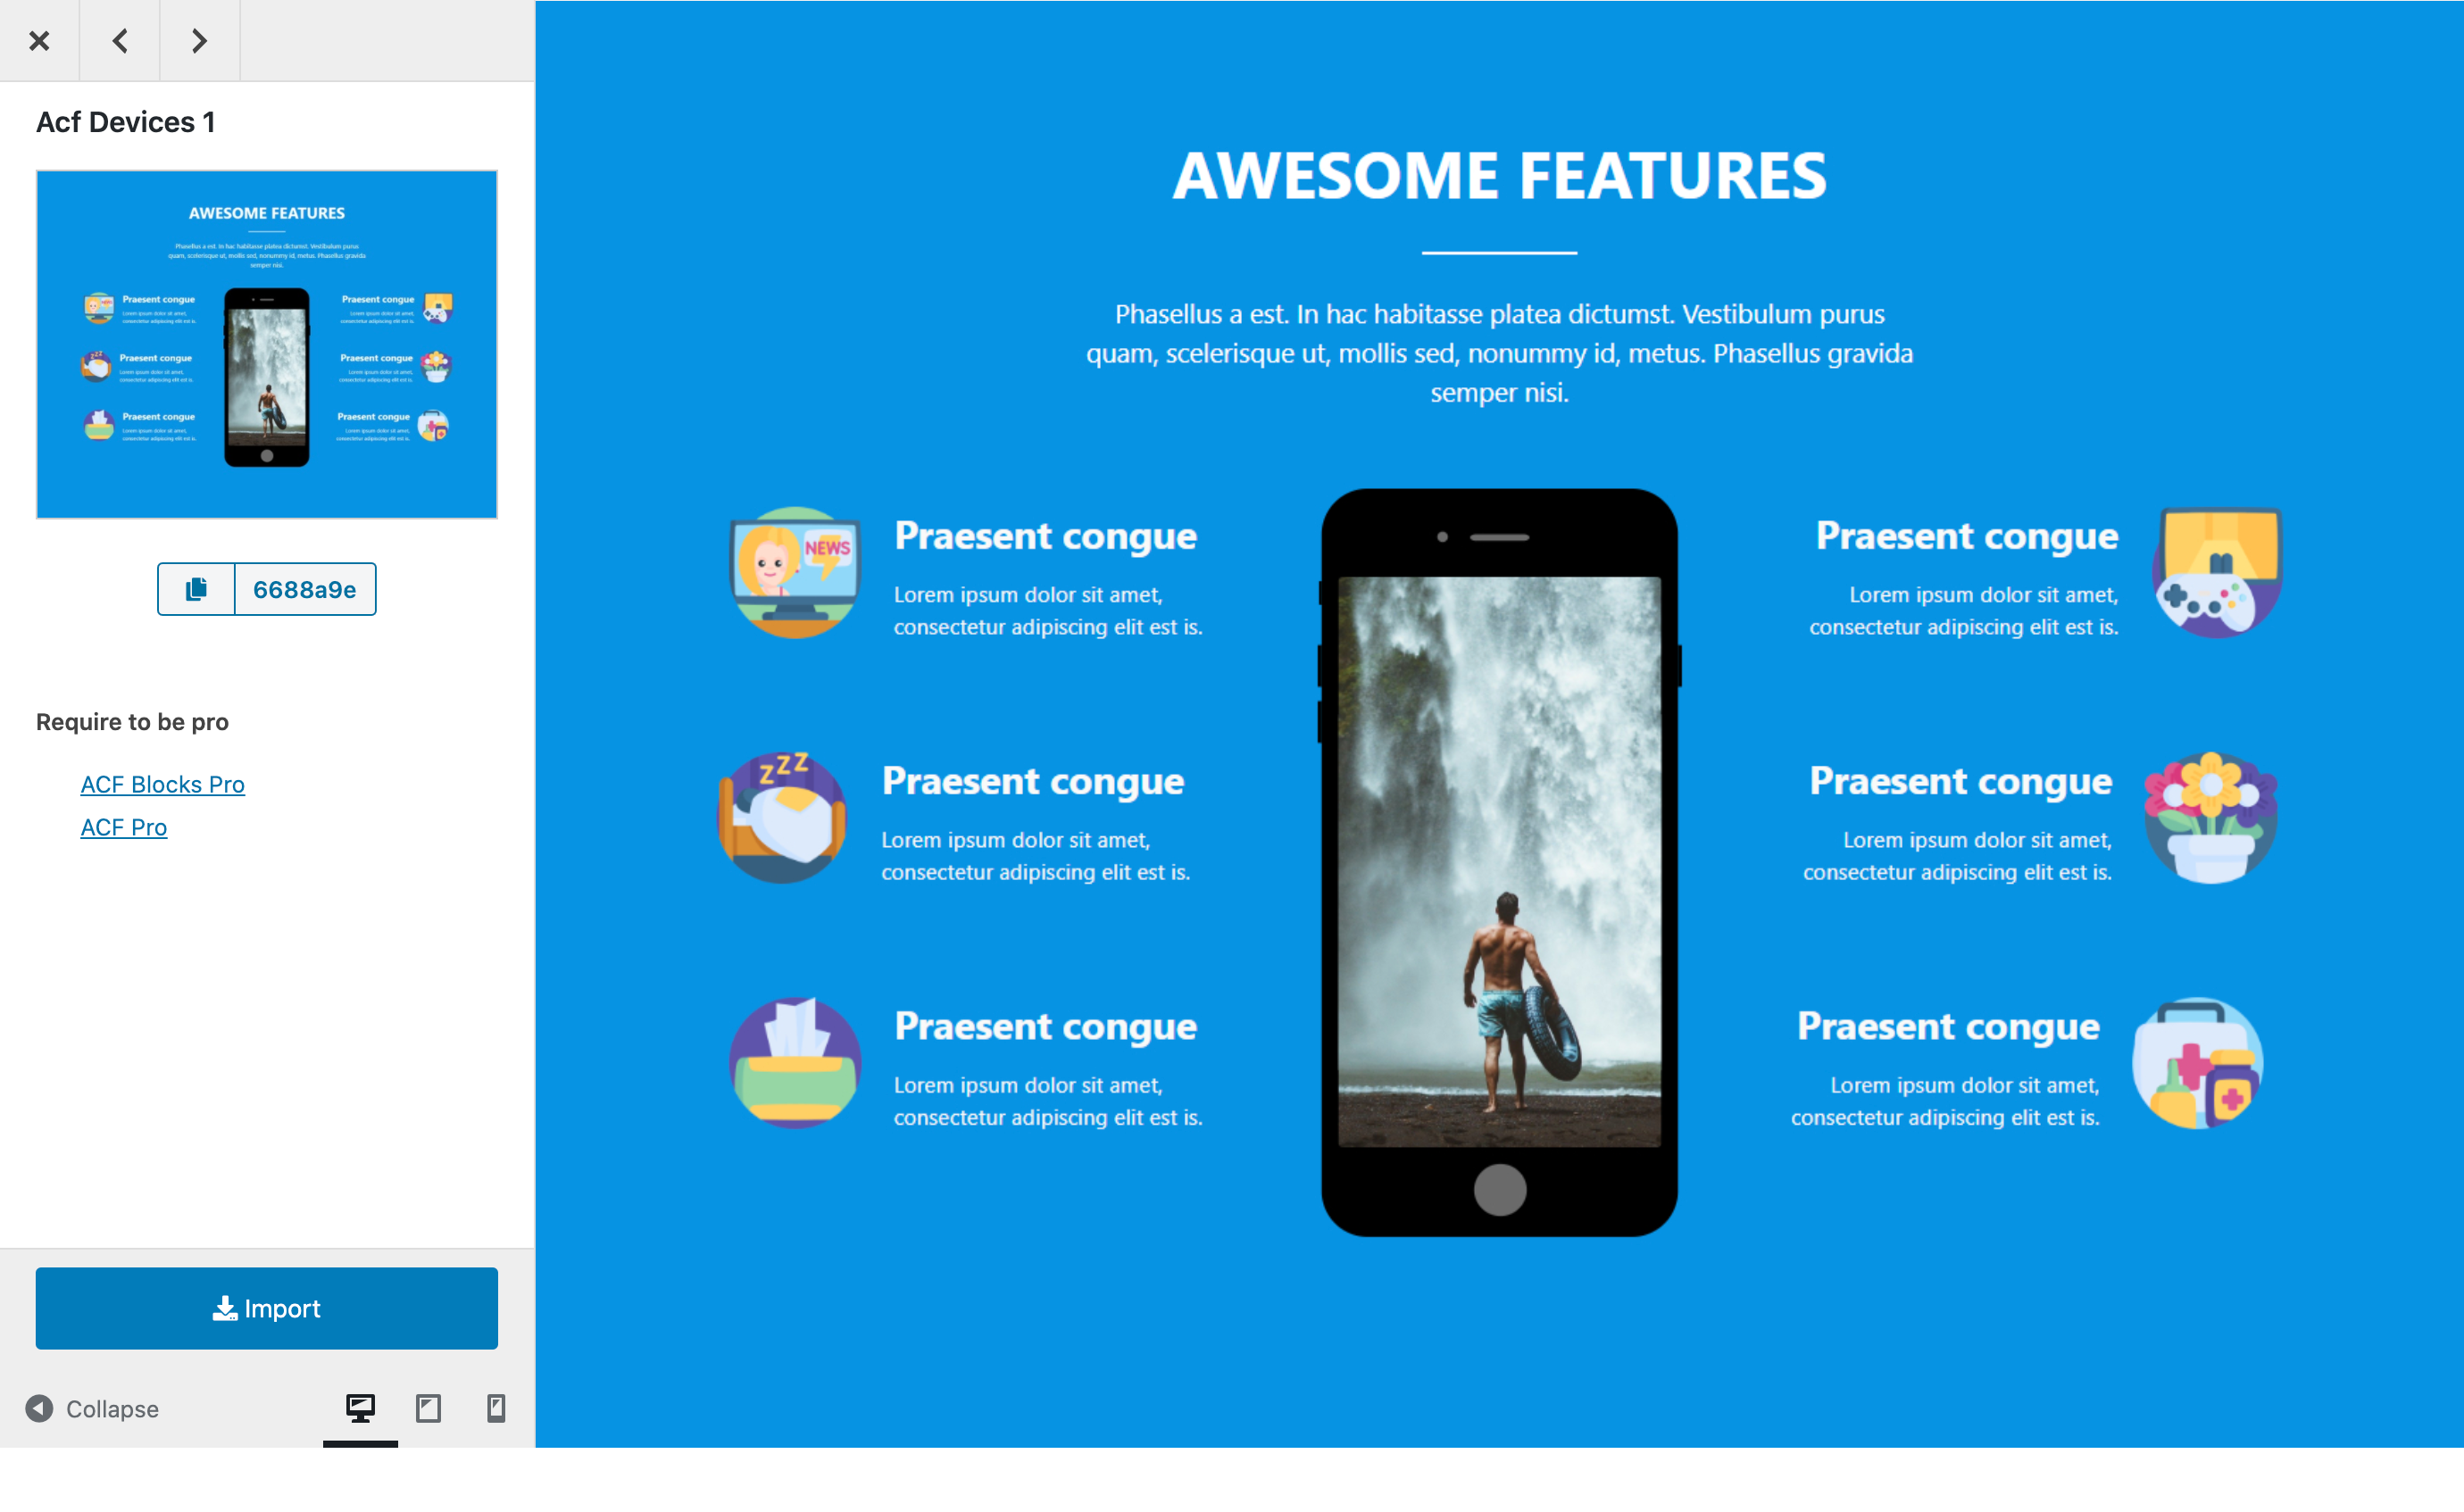 Acf Devices 1
AWESOME FEATURES
Phasellus a est. In hac habitasse platea dictumst. Vestibulum purus
quam, scelerisque ut, mollis sed, nonummy id, metus. Phasellus gravida
semper nisi.
Praesent congue
Lorem ipsum dolor sit amet,
consectetur adipiscing elit est is.
Praesent congue
Lorem ipsum dolor sit amet,
consectetur adipiscing elit est is.
Praesent congue
Lorem ipsum dolor sit amet,
consectetur adipiscing elit est is.
Praesent congue
Lorem ipsum dolor sit amet,
consectetur adipiscing elit est is.
Praesent congue
Lorem ipsum dolor sit amet,
consectetur adipiscing elit est is.
Praesent congue
Lorem ipsum dolor sit amet,
consectetur adipiscing elit est is.
6688a9e
Require to be pro
ACF Blocks Pro
ACF Pro
Import
Collapse
AWESOME FEATURES
Phasellus a est. In hac habitasse platea dictumst. Vestibulum purus
quam, scelerisque ut, mollis sed, nonummy id, metus. Phasellus gravida
semper nisi.
NEWS
Praesent congue
Lorem ipsum dolor sit amet,
consectetur adipiscing elit est is.
zzz
Praesent congue
Lorem ipsum dolor sit amet,
consectetur adipiscing elit est is.
Praesent congue
Lorem ipsum dolor sit amet,
consectetur adipiscing elit est is.
Praesent congue
Lorem ipsum dolor sit amet,
consectetur adipiscing elit est is.
Praesent congue
Lorem ipsum dolor sit amet,
consectetur adipiscing elit est is.
Praesent congue
Lorem ipsum dolor sit amet,
consectetur adipiscing elit est is.